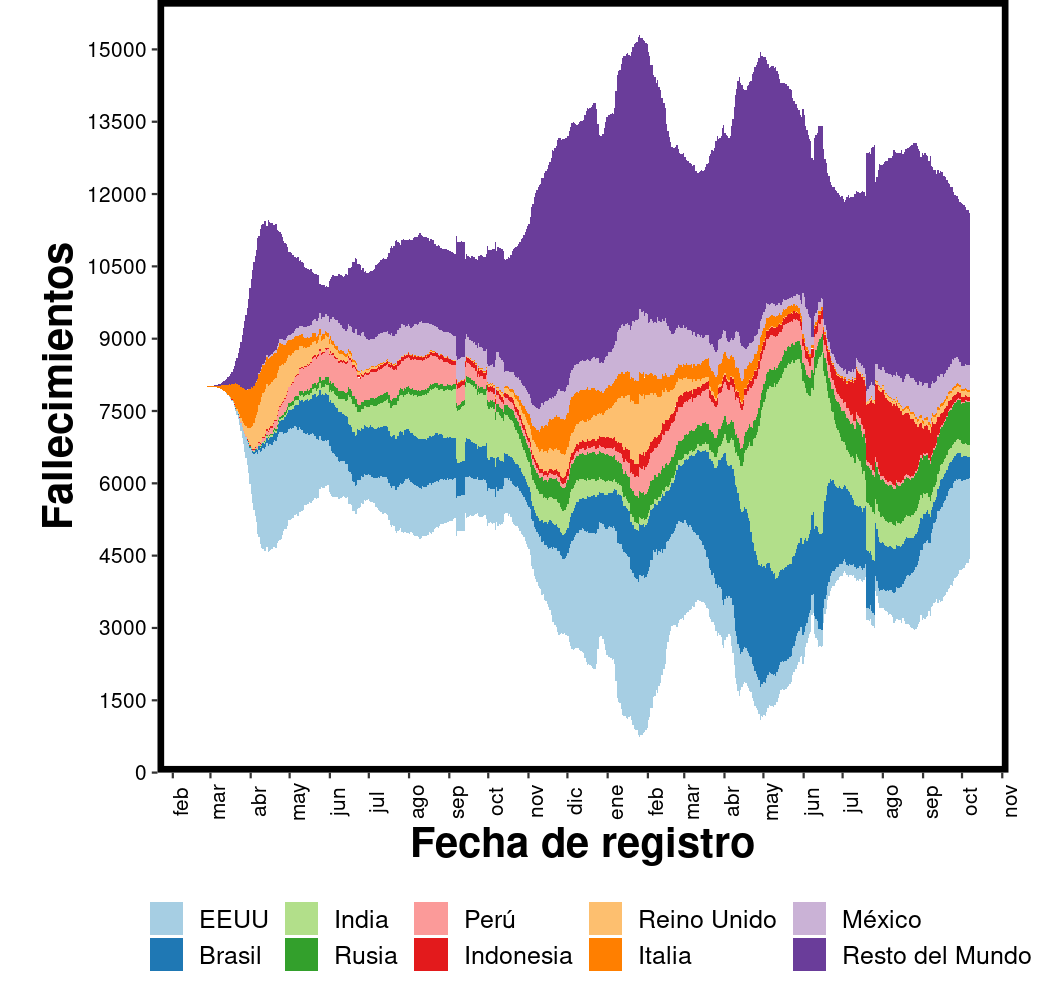 Fallecimientos
15000
13500
12000
10500
9000
7500
6000
4500
3000
1500
0
feb mar abr may jun jul ago sep oct nov dic ene feb mar abr may jun jul ago sep oct nov
Fecha de registro
EEUU India Perú Reino Unido México
Brasil Rusia Indonesia Italia Resto del Mundo